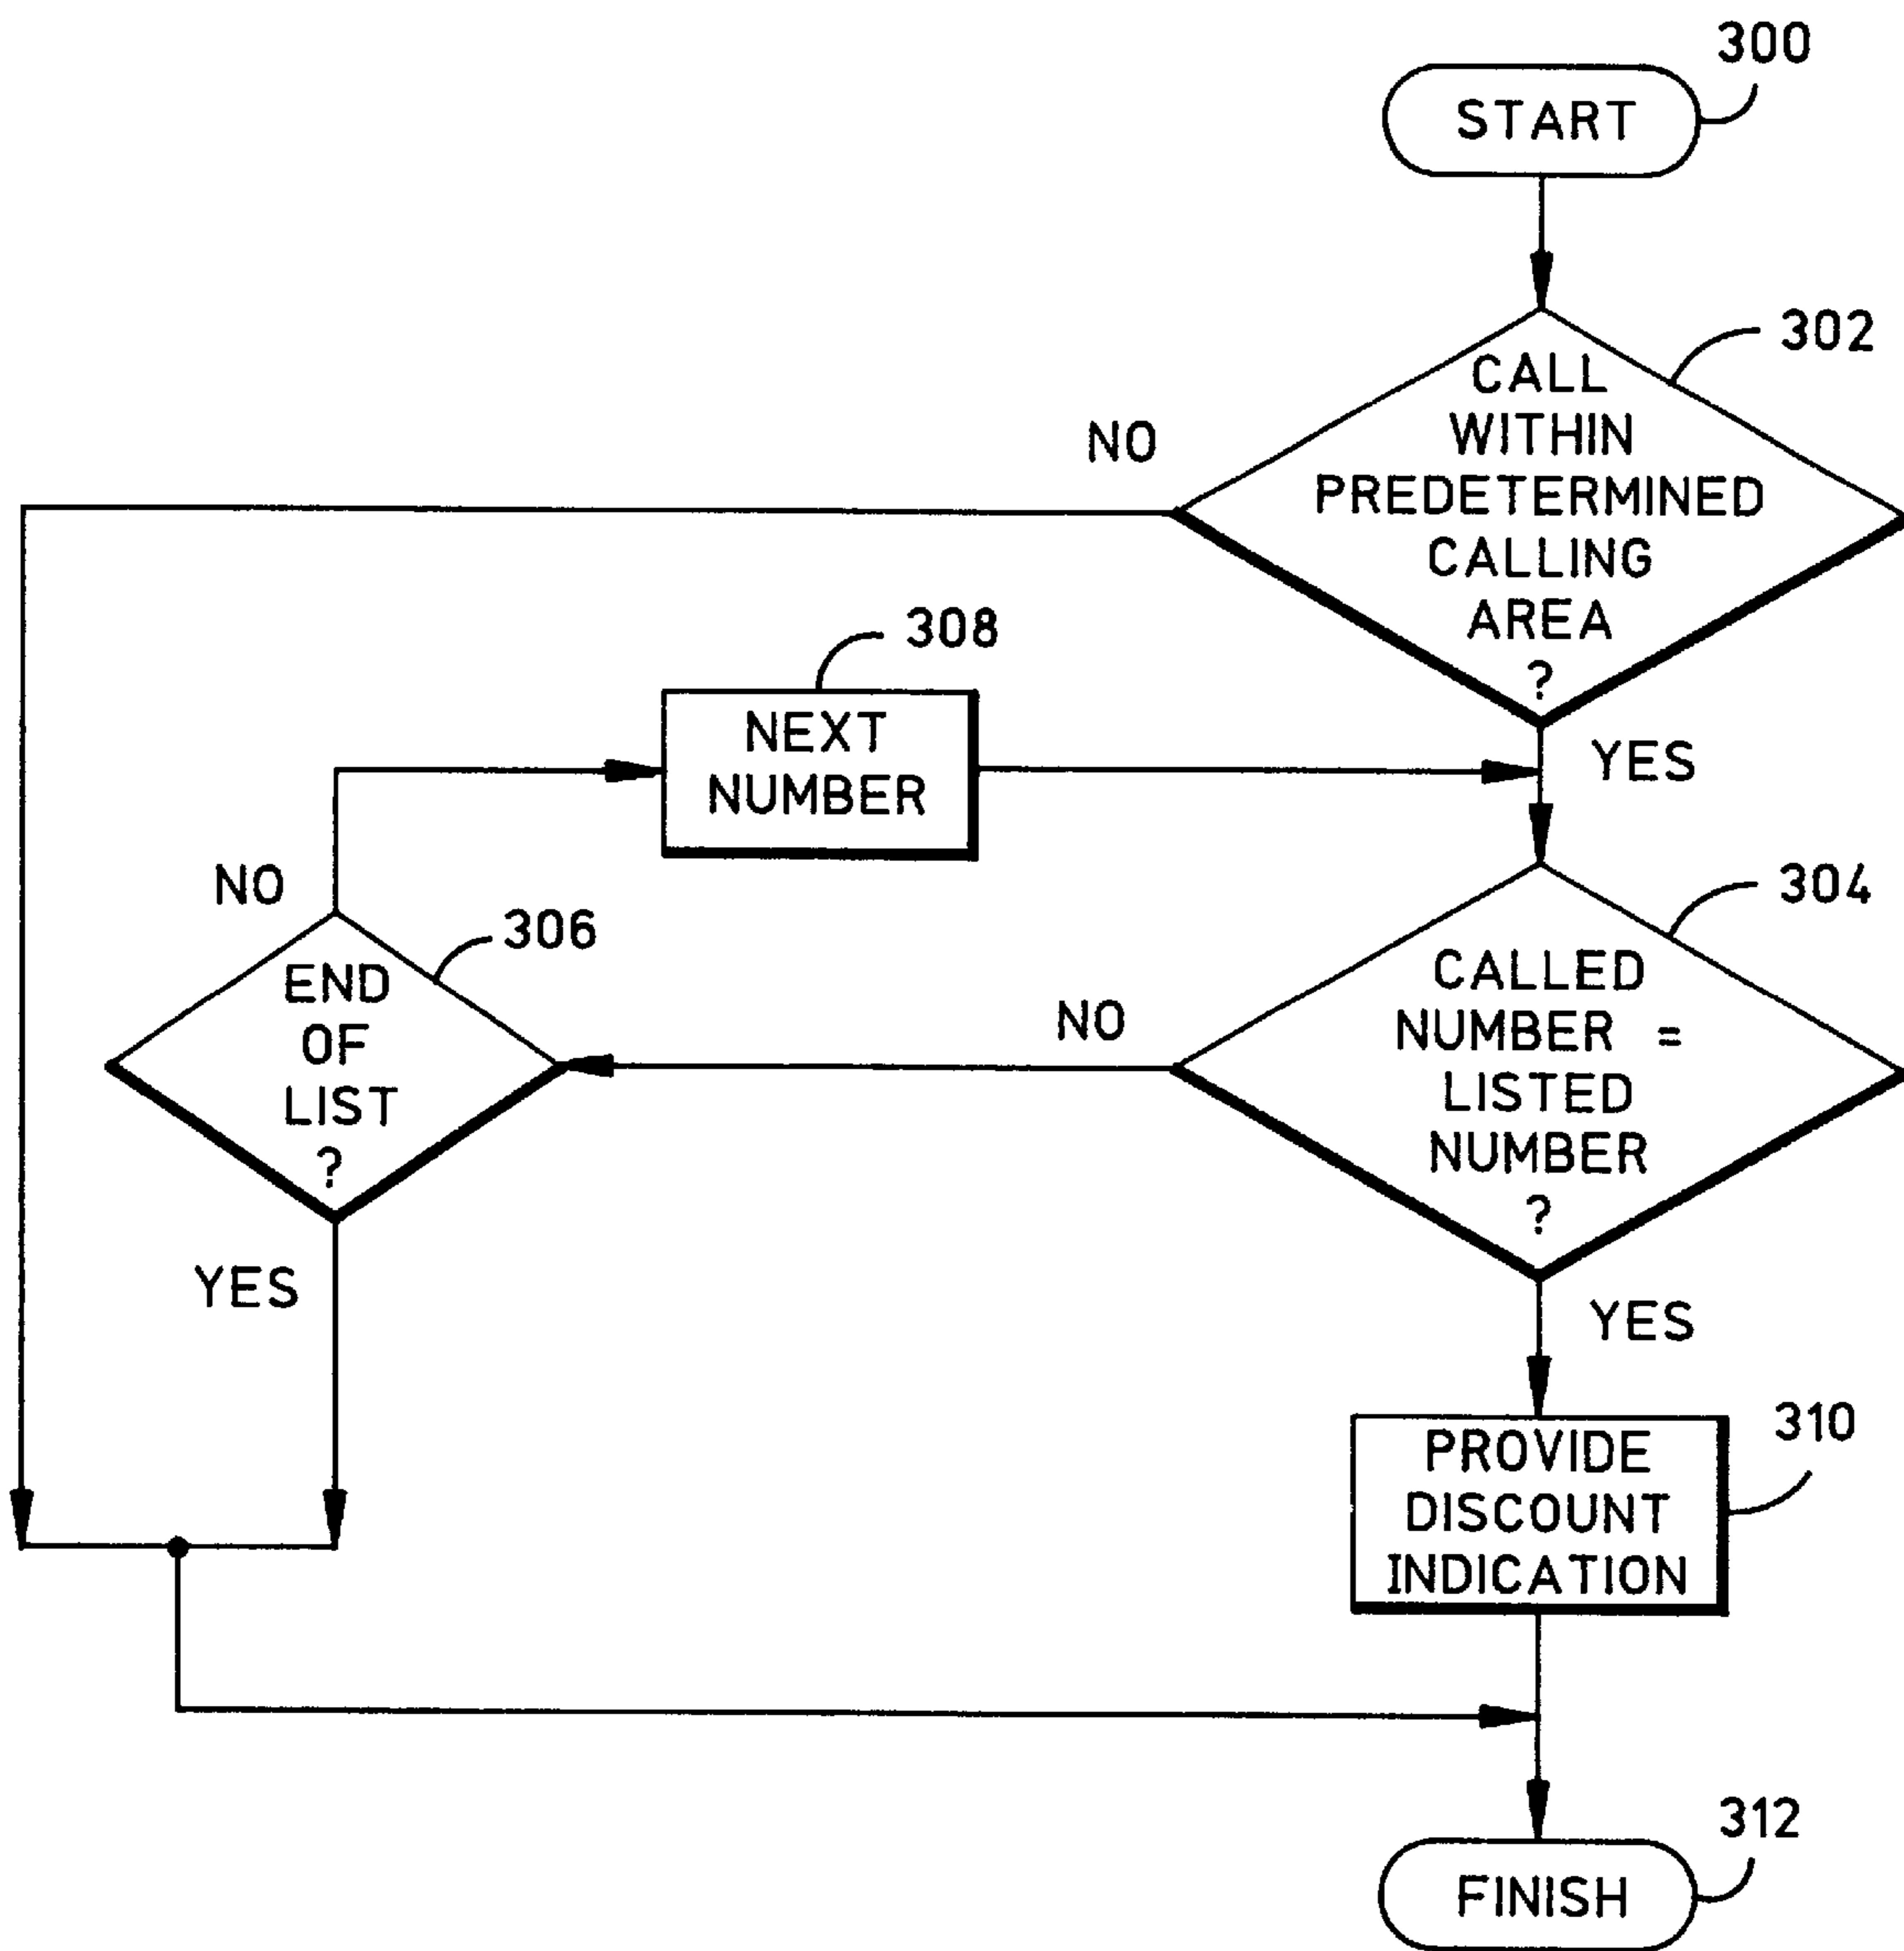 300
START
302
CALL
WITHIN
PREDETERMINED
CALLING
AREA
?
NO
YES
308
NEXT
NUMBER
NO
306
END
OF
LIST
?
YES
304
CALLED
NUMBER =
LISTED
NUMBER
?
NO
YES
310
PROVIDE
DISCOUNT
INDICATION
312
FINISH